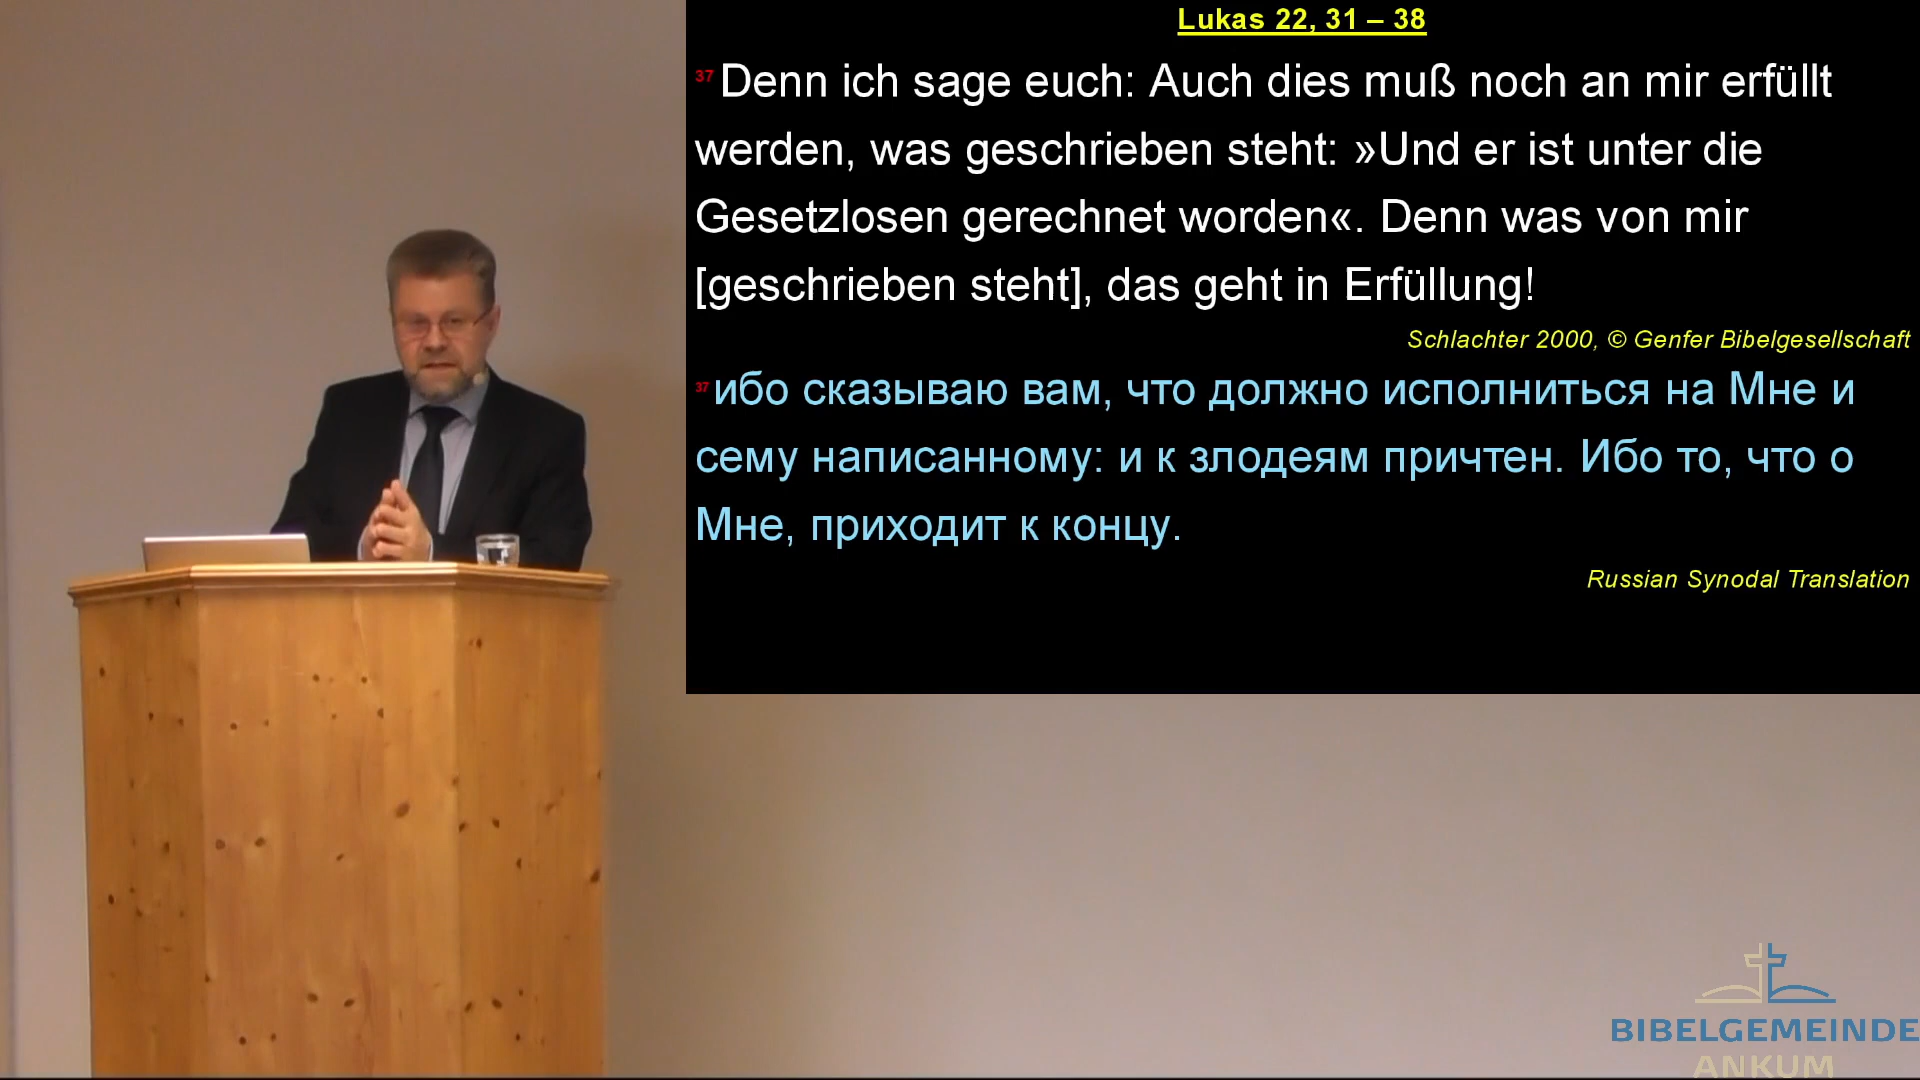 Lukas 22, 31 – 38
37 Denn ich sage euch: Auch dies muß noch an mir erfüllt
werden, was geschrieben steht: »Und er ist unter die
Gesetzlosen gerechnet worden«. Denn was von mir
[geschrieben steht], das geht in Erfüllung!
Schlachter 2000, © Genfer Bibelgesellschaft
37 ибо сказываю вам, что должно исполниться на Мне и
сему написанному: и к злодеям причтен. Ибо то, что о
Мне, приходит к концу.
Russian Synodal Translation
BIBELGEMEINDE
ANKUM